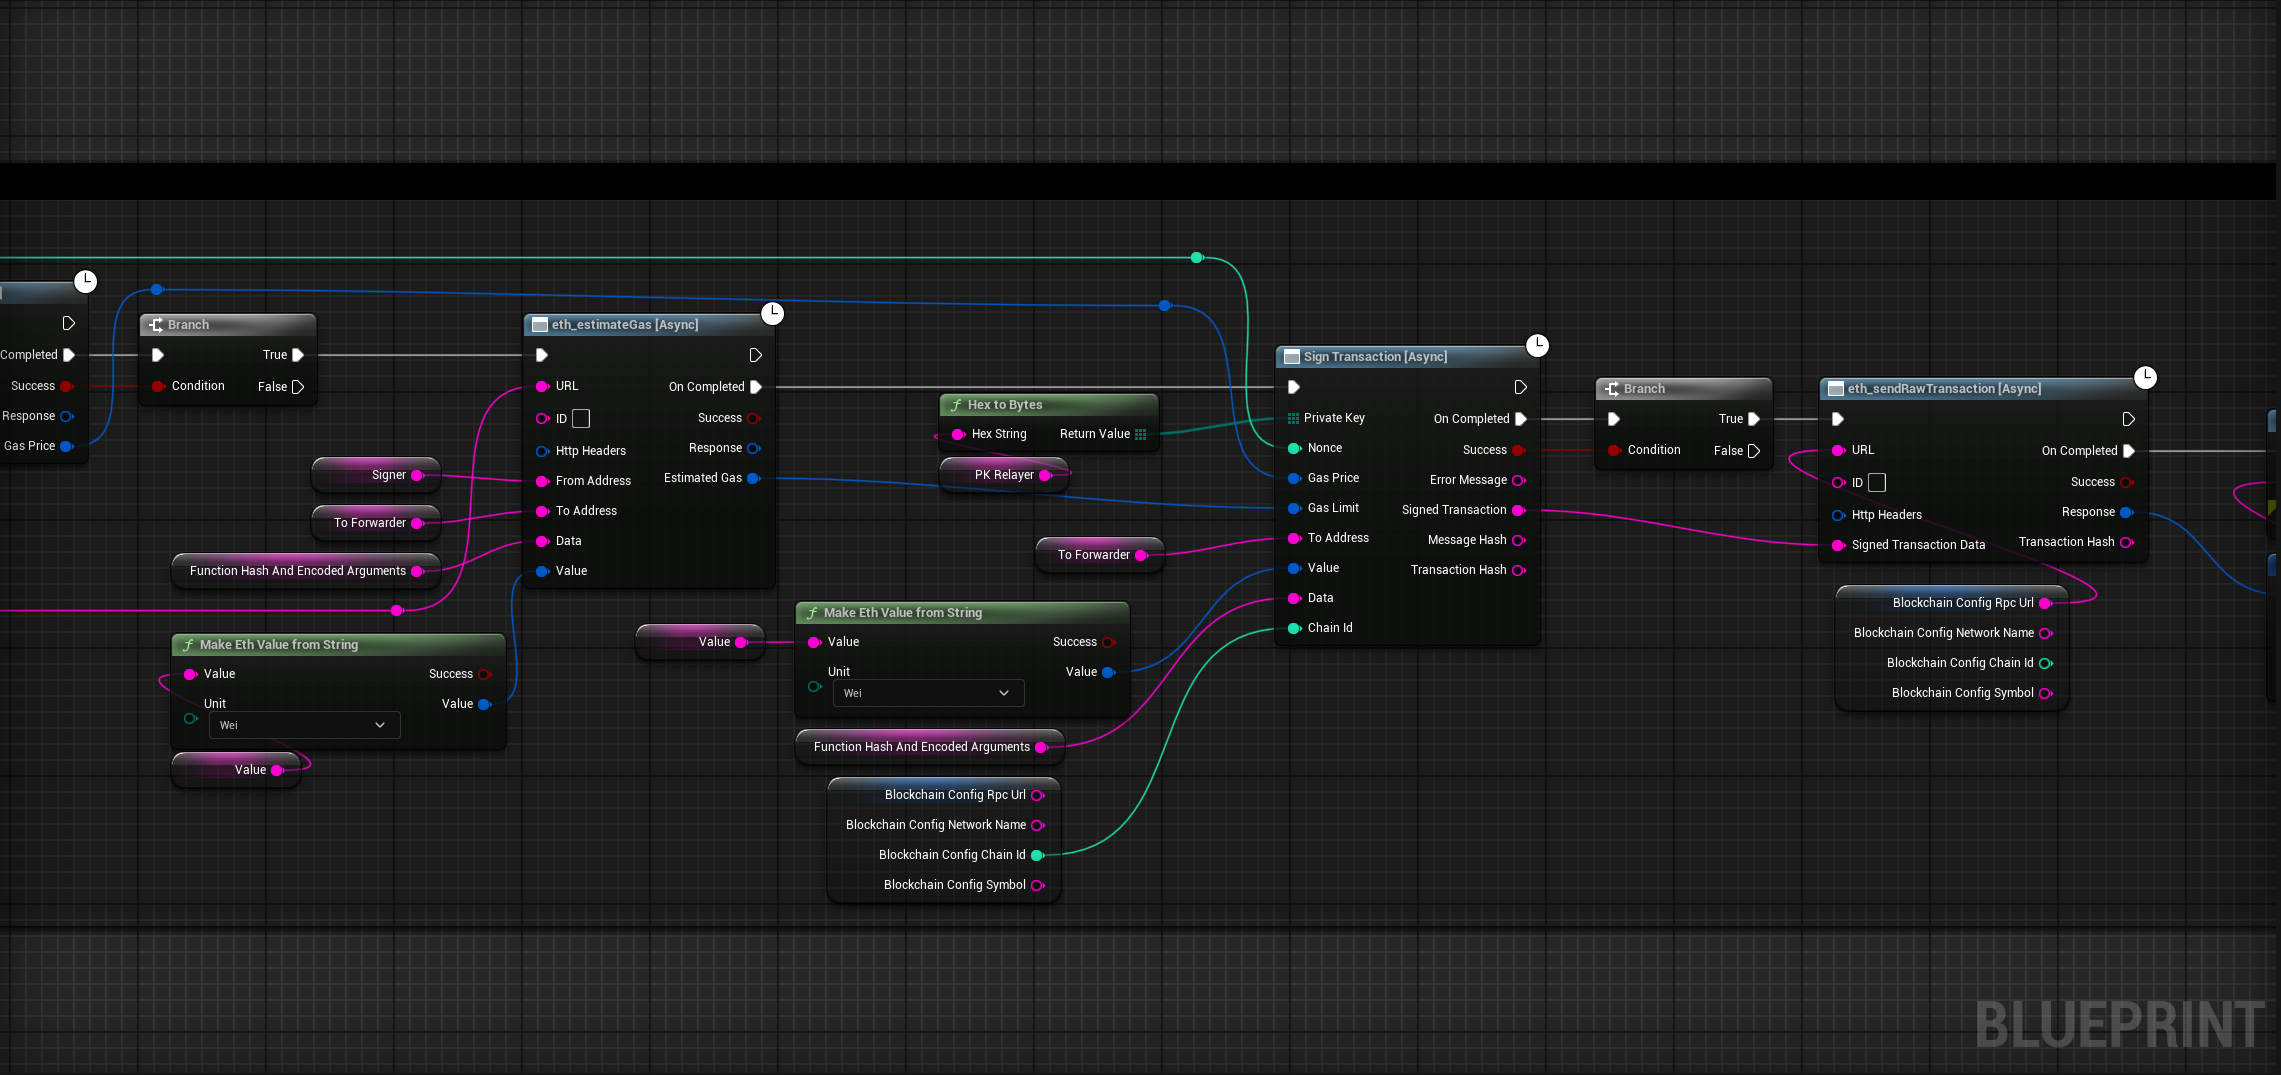 Completed
Success
Response
Gas Price
Branch
True
Condition
False
Signer
To Forwarder
Function Hash And Encoded Arguments
Make Eth Value from String
Value
Success
Unit
Value
Wei
Value
eth_estimateGas [Async]
URL
On Completed
ID
Success
Http Headers
Response
From Address
Estimated Gas
To Address
Data
Value
Value
Hex to Bytes
Hex String
Return Value
PK Relayer
To Forwarder
Make Eth Value from String
Value
Success
Unit
Value
Wei
Function Hash And Encoded Arguments
Blockchain Config Rpc Url
Blockchain Config Network Name
Blockchain Config Chain Id
Blockchain Config Symbol
Sign Transaction [Async]
Private Key
On Completed
Nonce
Success
Gas Price
Error Message
Gas Limit
Signed Transaction
To Address
Message Hash
Value
Transaction Hash
Data
Chain Id
Branch
True
Condition
False
eth_sendRawTransaction [Async]
URL
On Completed
ID
Success
Http Headers
Response
Signed Transaction Data
Transaction Hash
Blockchain Config Rpc Url
Blockchain Config Network Name
Blockchain Config Chain Id
Blockchain Config Symbol
BLUEPRINT